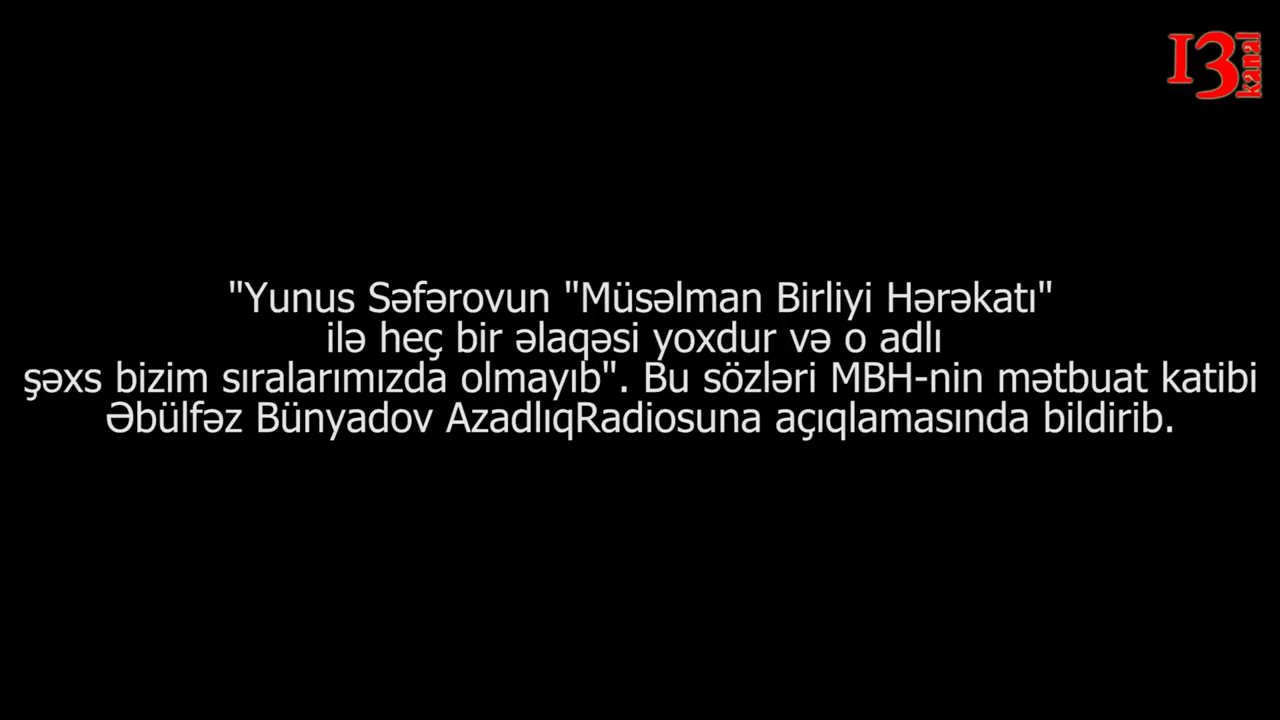 13 kanal
"Yunus Səfərovun "Müsəlman Birliyi Hərəkatı"
ilə heç bir əlaqəsi yoxdur və o adlı
şəxs bizim sıralarımızda olmayıb". Bu sözləri MBH-nin mətbuat katibi
Əbülfəz Bünyadov AzadlıqRadiosuna açıqlamasında bildirib.